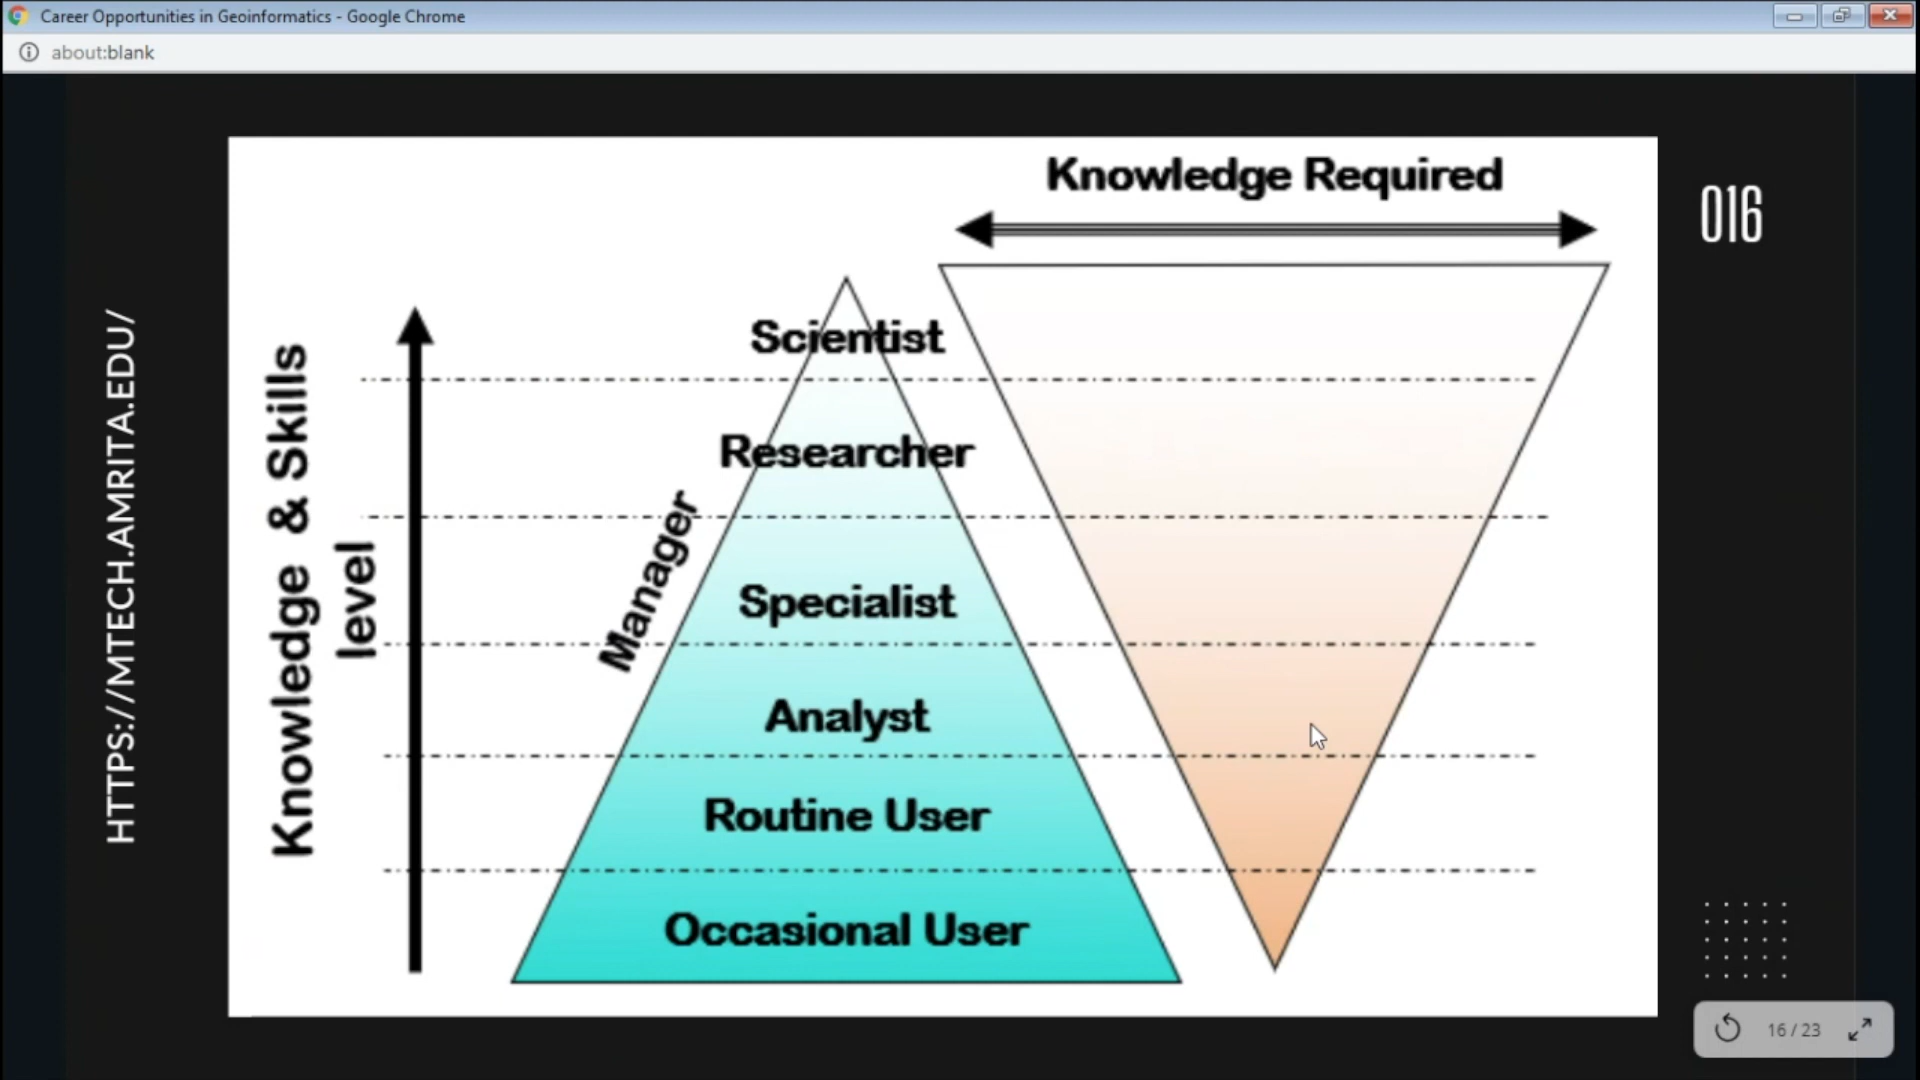 Career Opportunities in Geoinformatics - Google Chrome
about:blank
HTTPS://MTECH.AMRITA.EDU/
016
Knowledge Required
Knowledge & Skills
level
Manager
Scientist
Researcher
Specialist
Analyst
Routine User
Occasional User
16 / 23